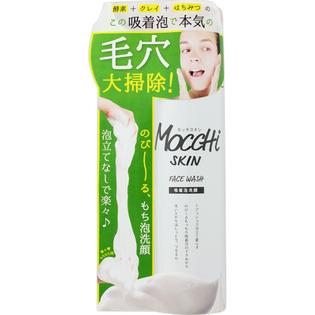 酵素 + クレイ + はちみつ の
この吸着泡で本気の
毛穴
大掃除!
のび〜〜る、もち泡洗顔
泡立てなしで楽々♪
モッチスキン
MOCCHi
SKIN
FACE WASH
吸着泡洗顔